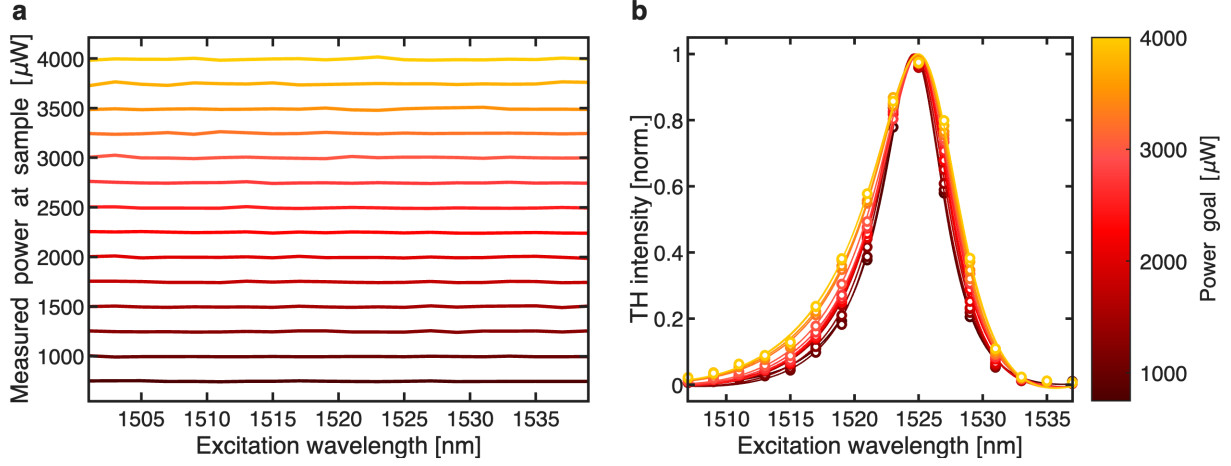 a
Measured power at sample [µW]
4000
3500
3000
2500
2000
1500
1000
1505 1510 1515 1520 1525 1530 1535
Excitation wavelength [nm]
b
TH intensity [norm.]
1
0.8
0.6
0.4
0.2
0
1510 1515 1520 1525 1530 1535
Excitation wavelength [nm]
4000
3000
2000
1000
Power goal [µW]